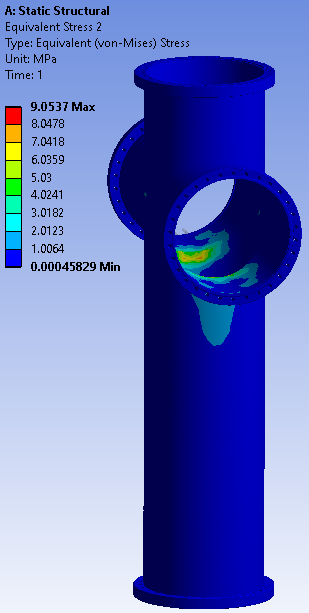 A: Static Structural
Equivalent Stress 2
Type: Equivalent (von-Mises) Stress
Unit: MPa
Time: 1
9.0537 Max
8.0478
7.0418
6.0359
5.03
4.0241
3.0182
2.0123
1.0064
0.00045829 Min